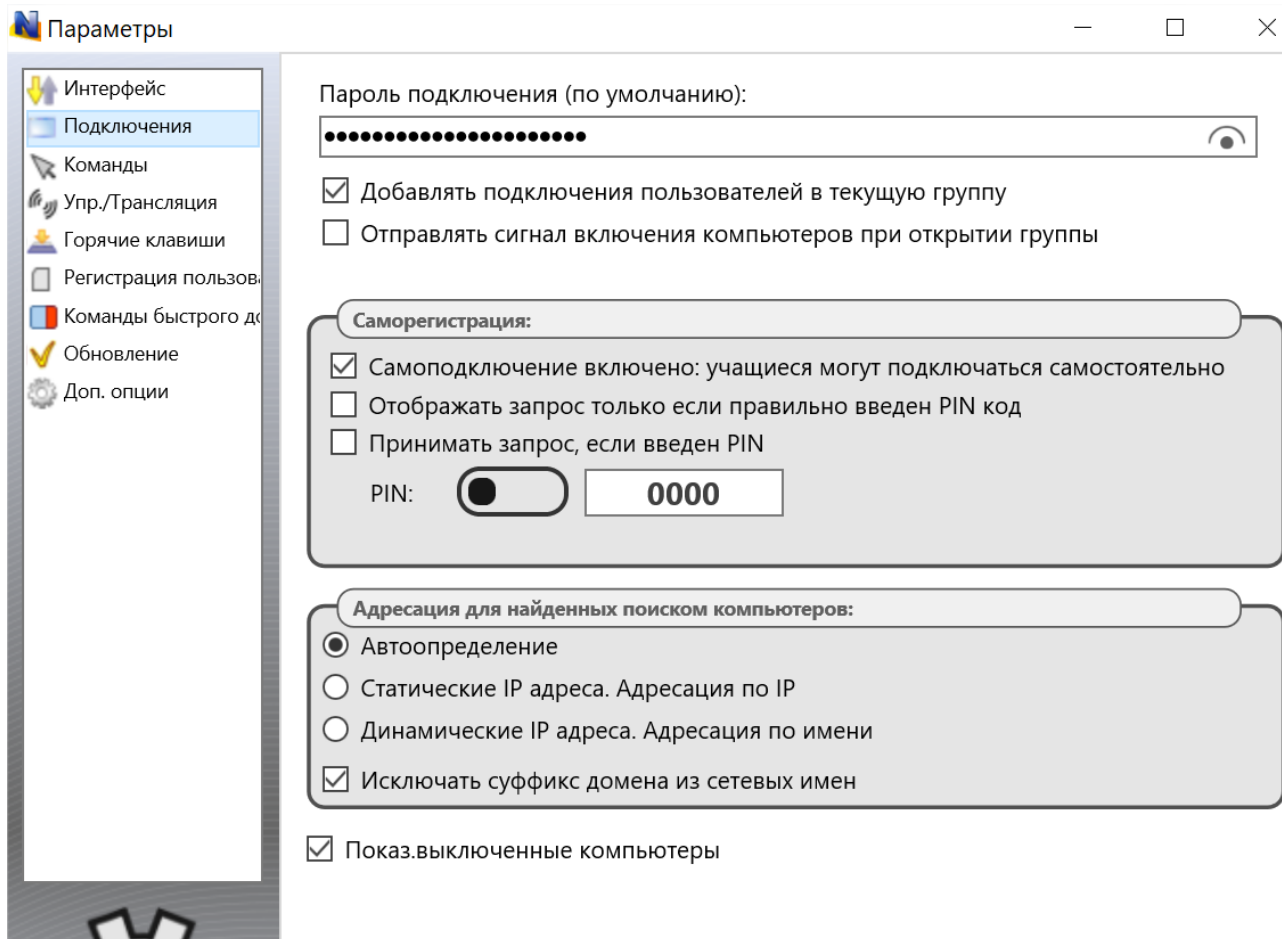 Параметры
Интерфейс
Подключения
Команды
Упр./Трансляция
Горячие клавиши
Регистрация пользов
Команды быстрого д
Обновление
Доп. опции
Пароль подключения (по умолчанию):
Добавлять подключения пользователей в текущую группу
Отправлять сигнал включения компьютеров при открытии группы
Саморегистрация:
Самоподключение включено: учащиеся могут подключаться самостоятельно
Отображать запрос только если правильно введен PIN код
Принимать запрос, если введен PIN
PIN:
0000
Адресация для найденных поиском компьютеров:
Автоопределение
Статические IP адреса. Адресация по IP
Динамические IP адреса. Адресация по имени
Исключать суффикс домена из сетевых имен
Показ.выключенные компьютеры